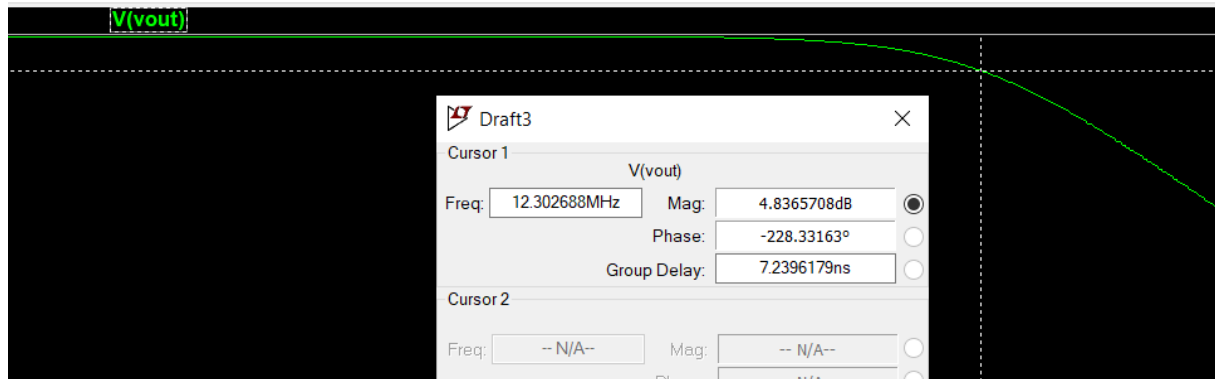 V(vout)
Draft3
Cursor 1
V(vout)
Freq: 12.302688MHz Mag: 4.8365708dB
Phase: -228.33163º
Group Delay: 7.2396179ns
Cursor 2
Freq: -- N/A-- Mag: -- N/A--